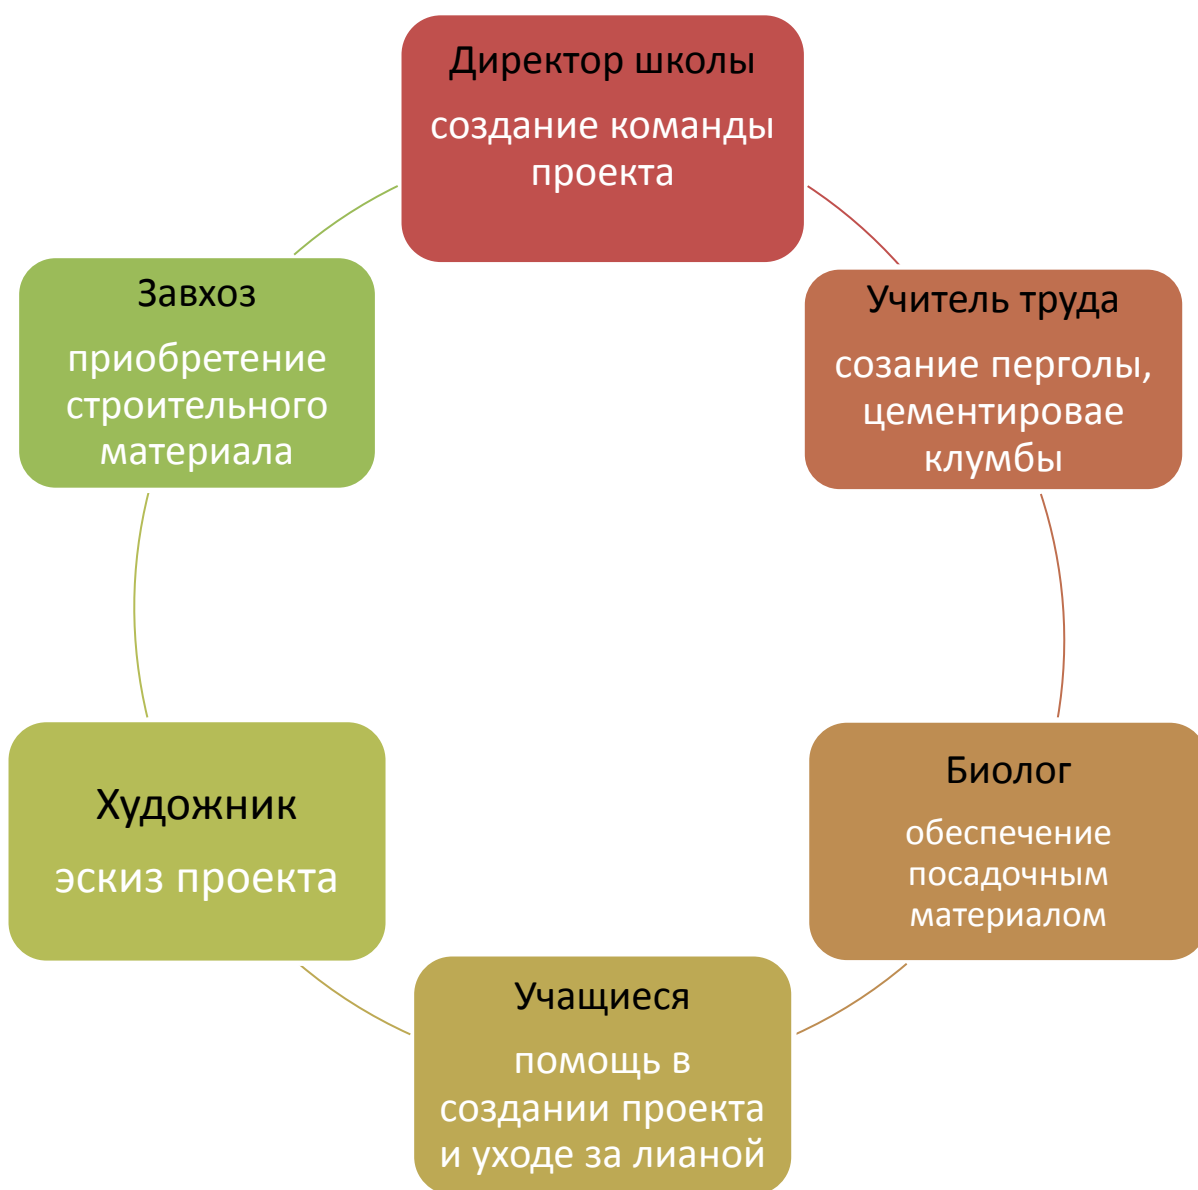 Директор школы
создание команды
проекта
Учитель труда
созание перголы,
цементировае
клумбы
Биолог
обеспечение
посадочным
материалом
Учащиеся
помощь в
создании проекта
и уходе за лианой
Художник
эскиз проекта
Завхоз
приобретение
строительного
материала